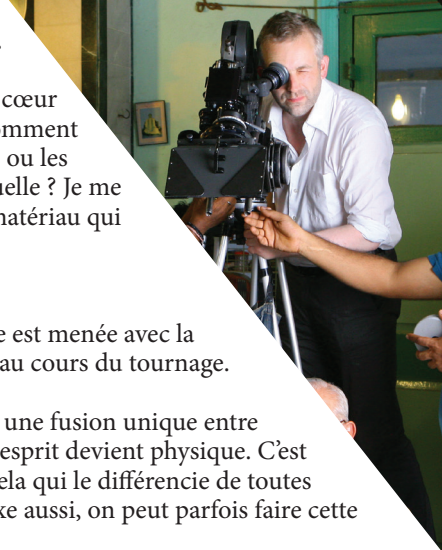 cœur
omment
ou les
uelle ? Je me
matériau qui
e est menée avec la
au cours du tournage.
une fusion unique entre
esprit devient physique. C’est
ela qui le différencie de toutes
xe aussi, on peut parfois faire cette